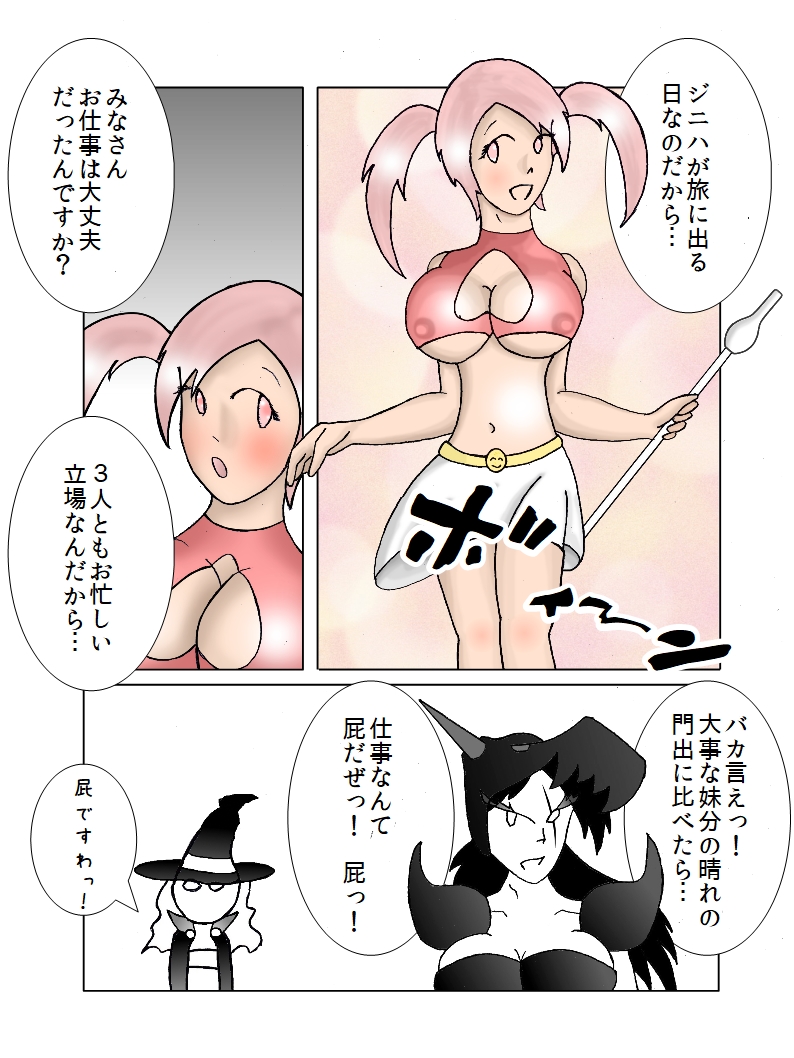 ジニハが旅に出る
日なのだから…
ボイーン
みなさん
お仕事は大丈夫
だったんですか？
３人ともお忙しい
立場なんだから…
バカ言えっ！
大事な妹分の晴れの
門出に比べたら…
仕事なんて
屁だぜっ！　屁っ！
屁ですわっ！